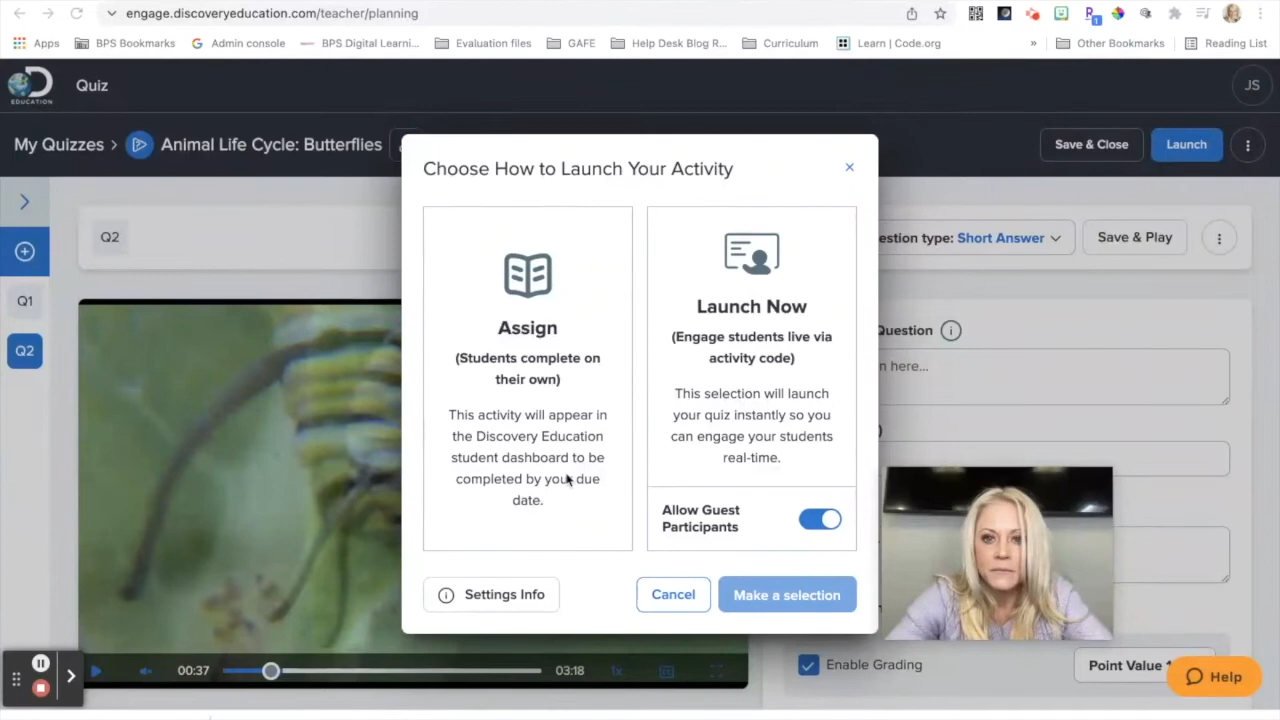 engage.discoveryeducation.com/teacher/planning
Apps BPS Bookmarks Admin console BPS Digital Learni... Evaluation files GAFE Help Desk Blog R... Curriculum Learn | Code.org » Other Bookmarks Reading List
EDUCATION
Quiz
JS
My Quizzes > Animal Life Cycle: Butterflies
Save & Close
Launch
Choose How to Launch Your Activity
Assign
(Students complete on
their own)
This activity will appear in
the Discovery Education
student dashboard to be
completed by your due
date.
Launch Now
(Engage students live via
activity code)
This selection will launch
your quiz instantly so you
can engage your students
real-time.
Allow Guest
Participants
Settings Info
Cancel
Make a selection
Q2
estion type: Short Answer
Save & Play
Q1
Q2
Question
n here...
00:37
03:18
1x
Enable Grading
Point Value
Help